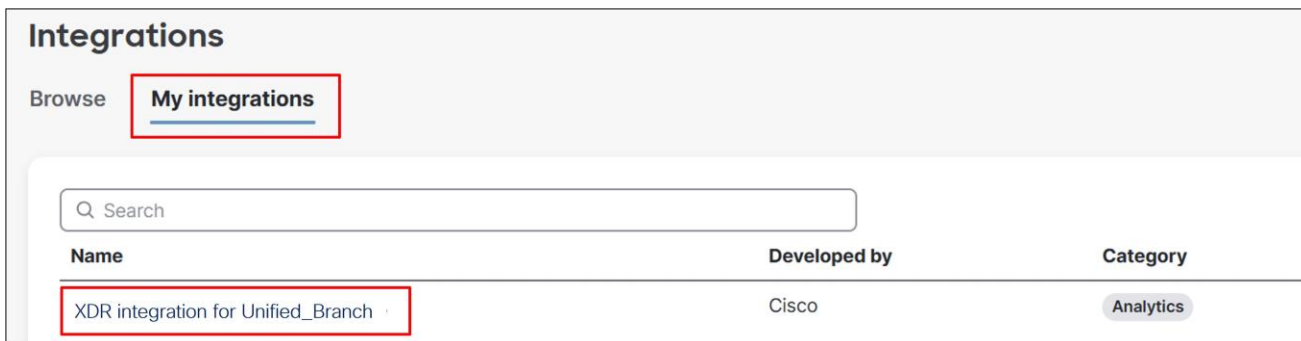 Integrations
Browse My integrations
Search
Name Developed by Category
XDR integration for Unified_Branch Cisco Analytics